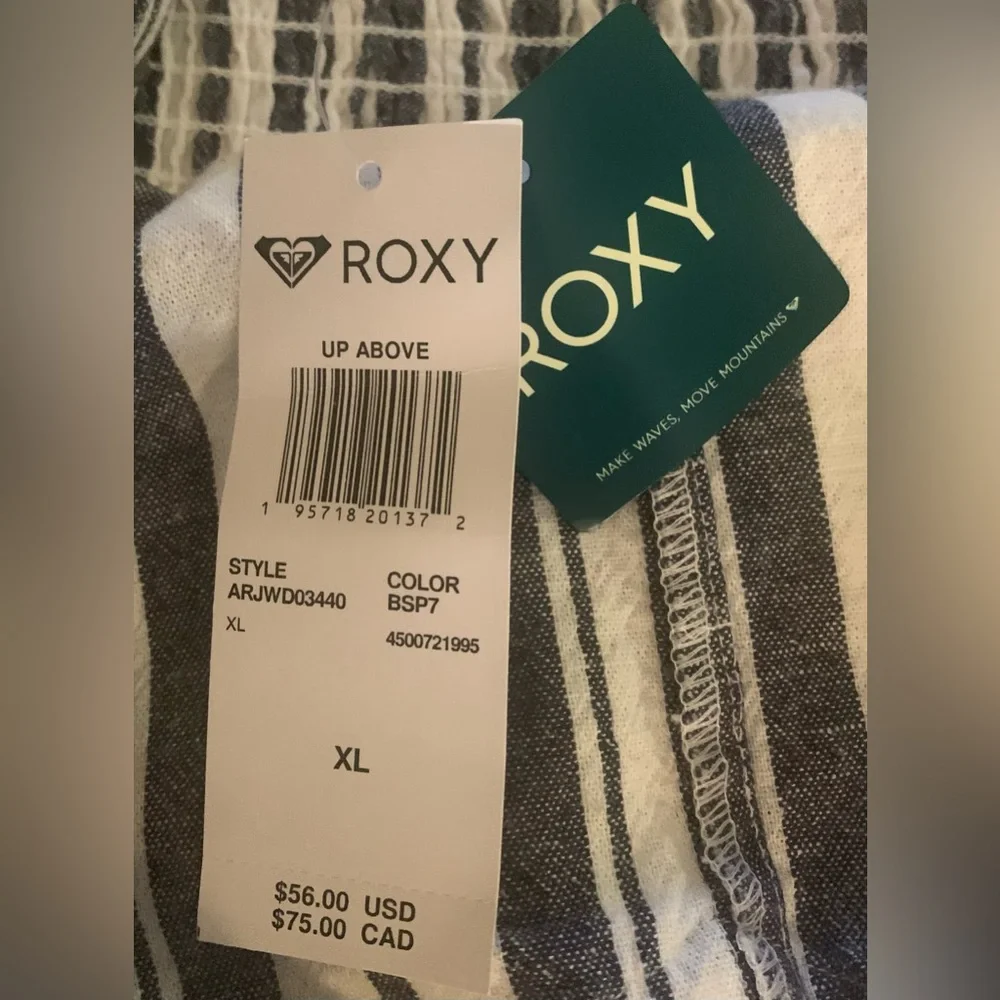 ROXY
UP ABOVE
1 95718 20137 2
STYLE
ARJWD03440
XL
COLOR
BSP7
4500721995
XL
$56.00 USD
$75.00 CAD
ROXY
MAKE WAVES, MOVE MOUNTAINS